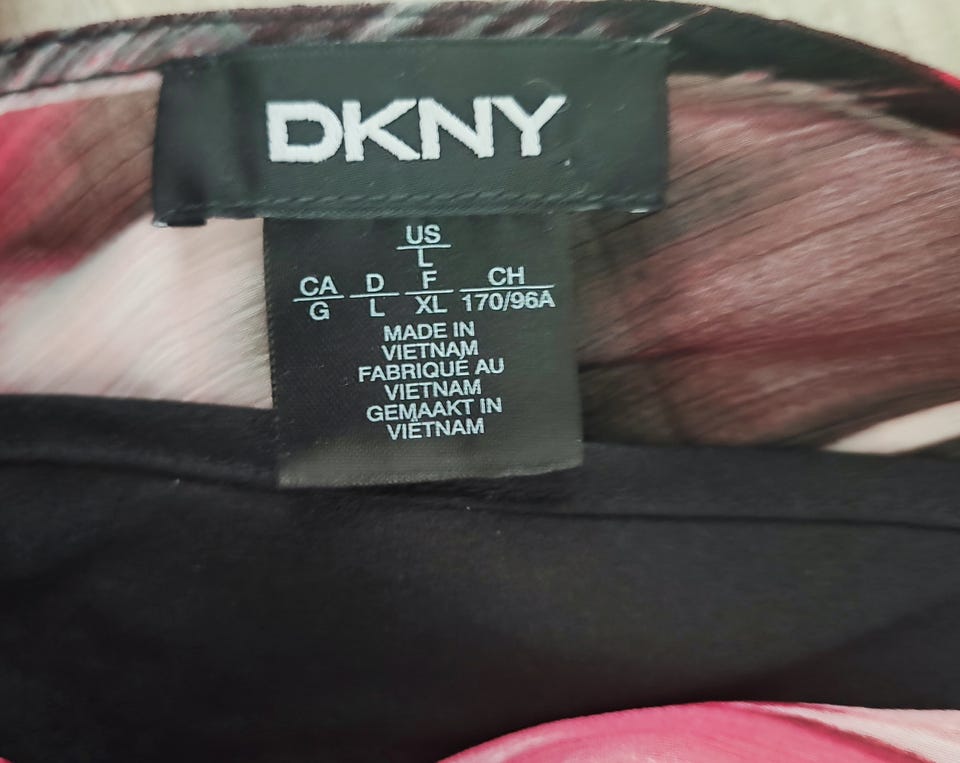 DKNY
US
L
CA D F CH
G L XL 170/96A
MADE IN
VIETNAM
FABRIQUÉ AU
VIETNAM
GEMAAKT IN
VIETNAM